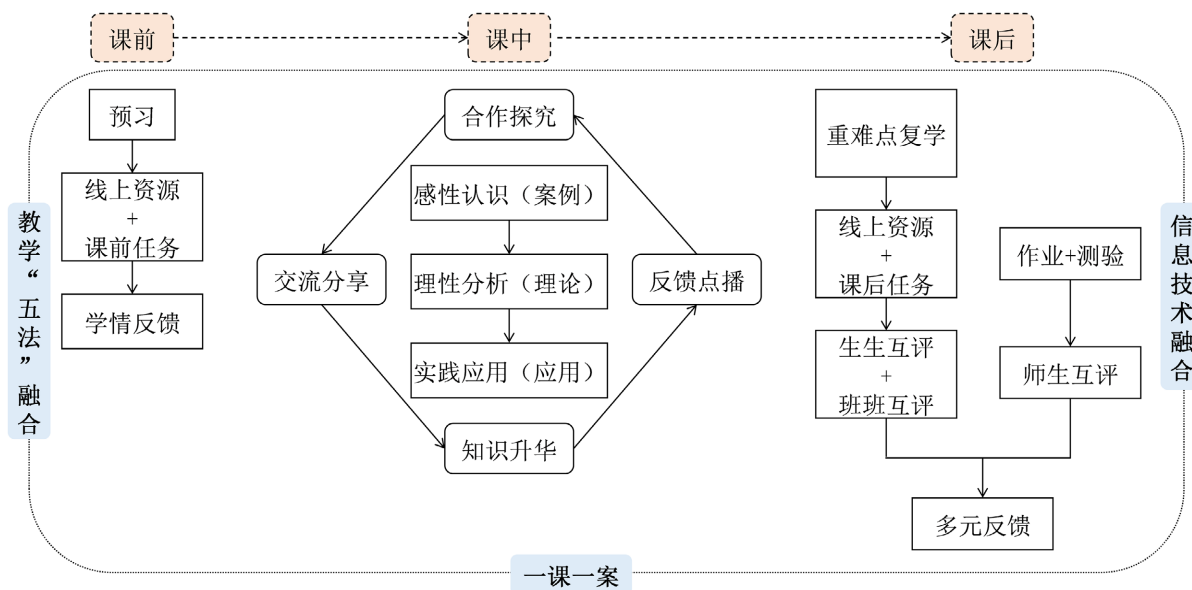 课前
课中
课后
教学“五法”融合
预习
线上资源
+
课前任务
学情反馈
合作探究
感性认识（案例）
理性分析（理论）
实践应用（应用）
交流分享
反馈点播
知识升华
重难点复学
线上资源
+
课后任务
生生互评
+
班班互评
作业+测验
师生互评
多元反馈
信息技术融合
一课一案